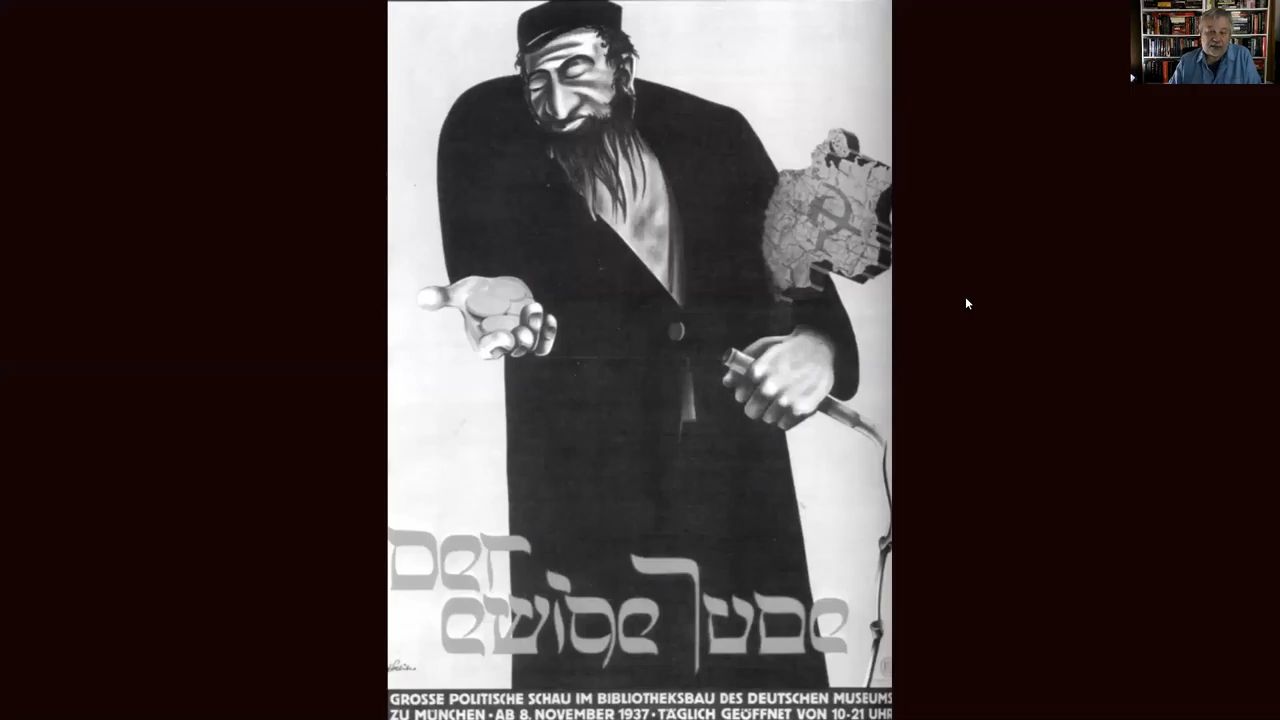 Der
ewige Jude
GROSSE POLITISCHE SCHAU IM BIBLIOTHEKSBAU DES DEUTSCHEN MUSEUMS
ZU MÜNCHEN · AB 8. NOVEMBER 1937 · TÄGLICH GEÖFFNET VON 10-21 UHR